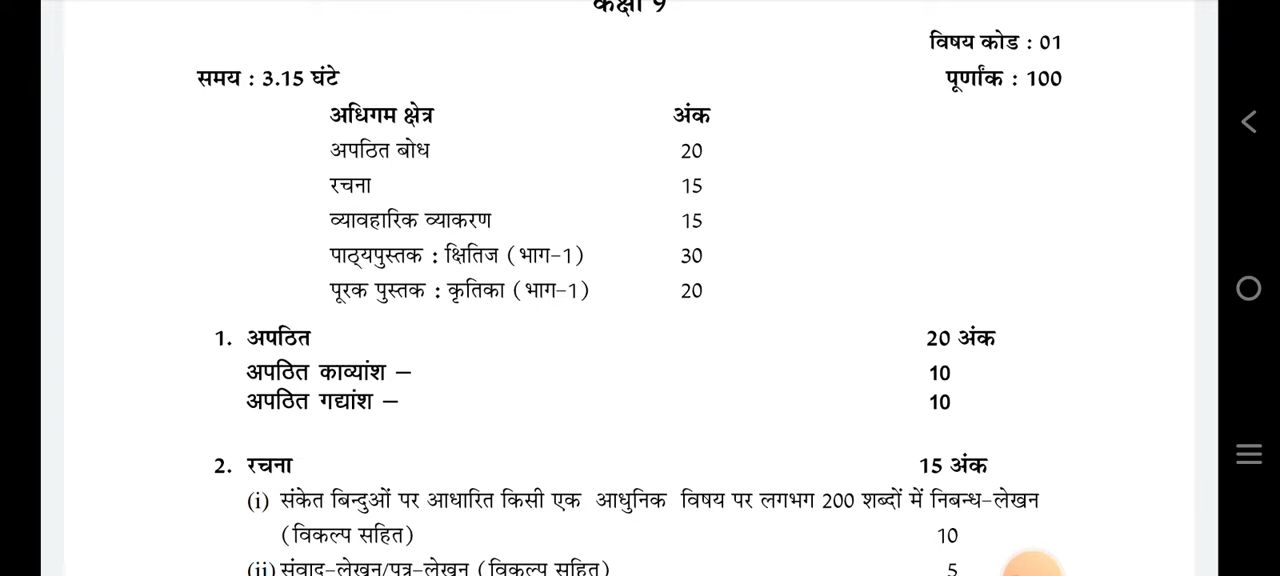 कक्षा 9
विषय कोड : 01
समय : 3.15 घंटे पूर्णांक : 100
अधिगम क्षेत्र अंक
अपठित बोध 20
रचना 15
व्यावहारिक व्याकरण 15
पाठ्यपुस्तक : क्षितिज (भाग-1) 30
पूरक पुस्तक : कृतिका (भाग-1) 20
1. अपठित 20 अंक
अपठित काव्यांश – 10
अपठित गद्यांश – 10
2. रचना 15 अंक
(i) संकेत बिन्दुओं पर आधारित किसी एक आधुनिक विषय पर लगभग 200 शब्दों में निबन्ध-लेखन
(विकल्प सहित) 10
(ii) संवाद-लेखन/पत्र-लेखन (विकल्प सहित) 5